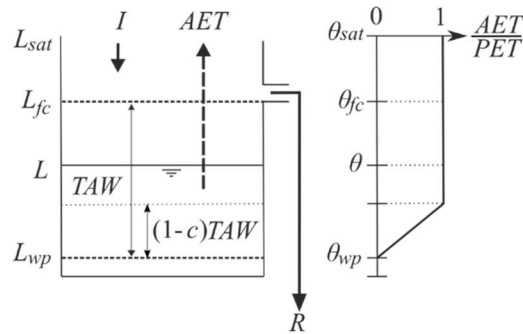 I AET
L_sat
L_fc
L
TAW
(1-c)TAW
L_wp
R
0 1
θ_sat
AET/PET
θ_fc
θ
θ_wp